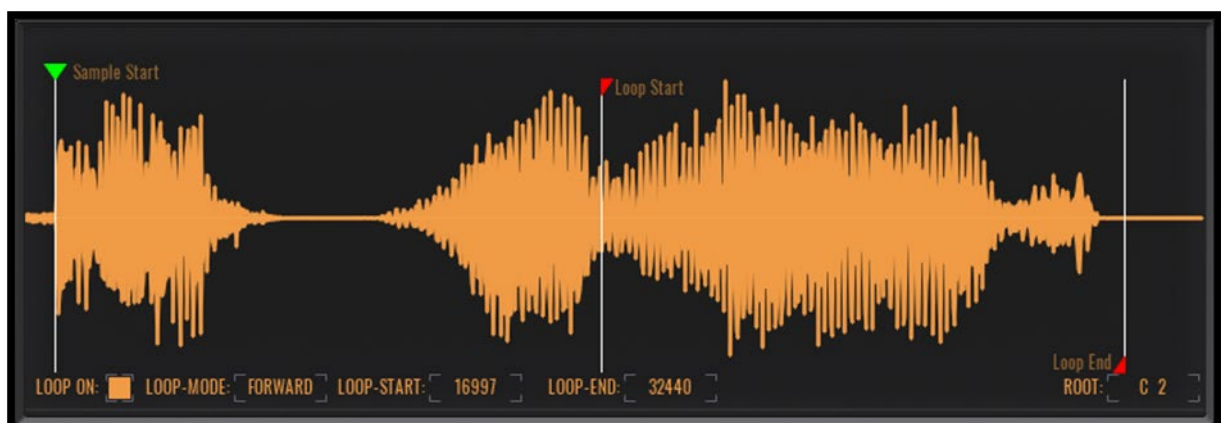 Sample Start
Loop Start
Loop End
LOOP ON: LOOP-MODE: FORWARD LOOP-START: 16997 LOOP-END: 32440 ROOT: C 2